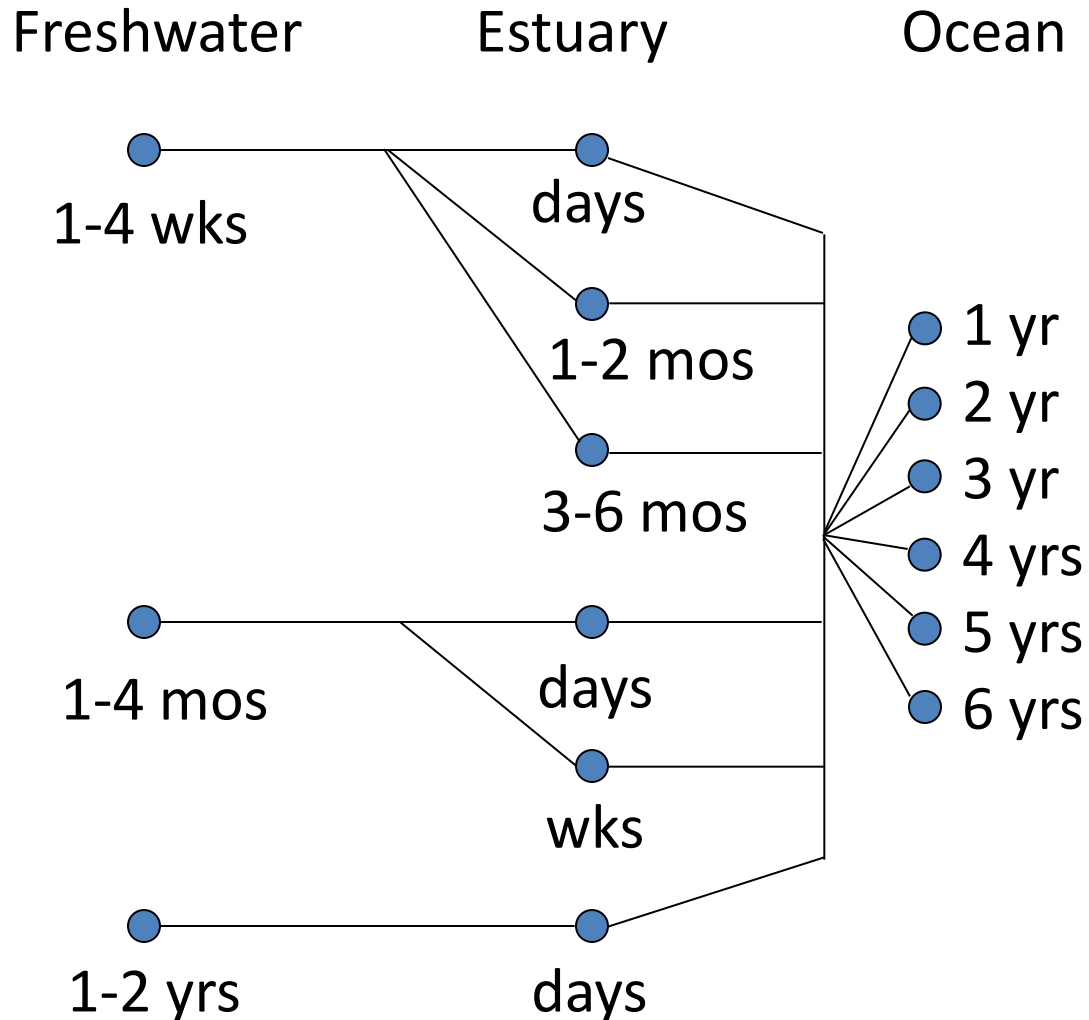 Freshwater
Estuary
Ocean
days
1-4 wks
1-2 mos
3-6 mos
1 yr
2 yr
3 yr
4 yrs
5 yrs
6 yrs
1-4 mos
days
wks
1-2 yrs
days